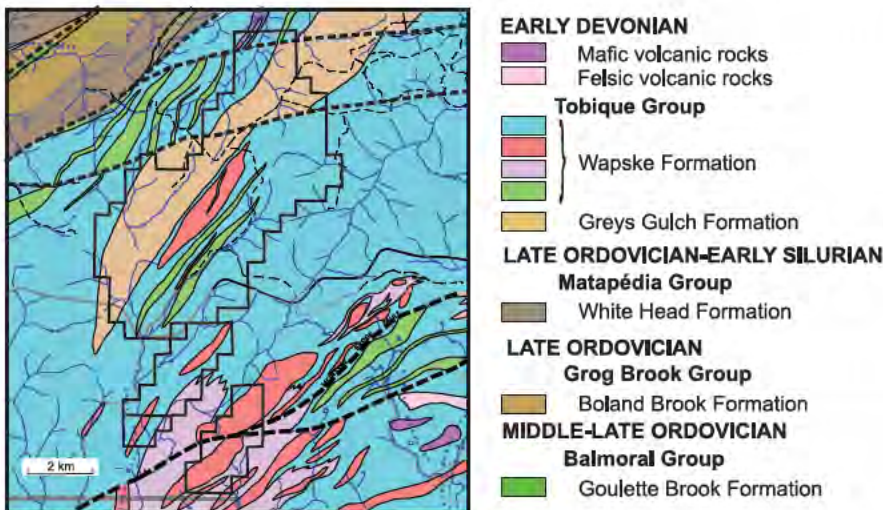 EARLY DEVONIAN
Mafic volcanic rocks
Felsic volcanic rocks
Tobique Group
Wapske Formation
Greys Gulch Formation
LATE ORDOVICIAN-EARLY SILURIAN
Matapédia Group
White Head Formation
LATE ORDOVICIAN
Grog Brook Group
Boland Brook Formation
MIDDLE-LATE ORDOVICIAN
Balmoral Group
Goulette Brook Formation
2 km